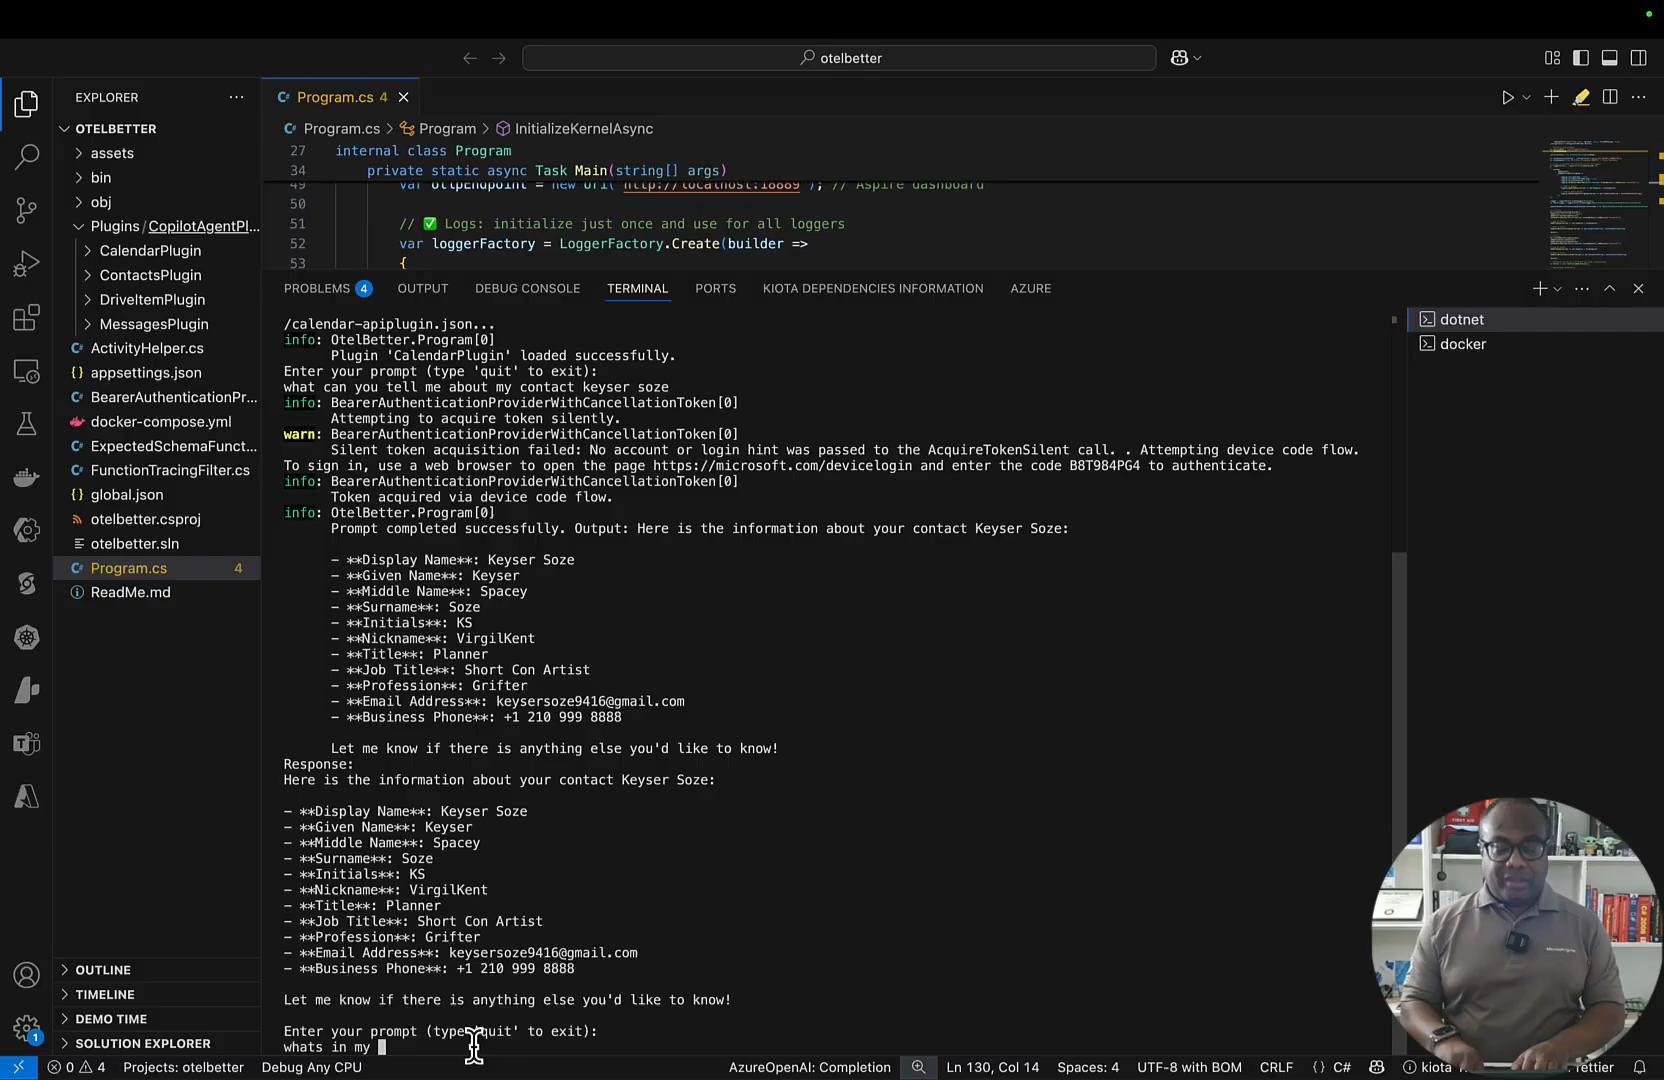 otelbetter
EXPLORER
OTELBETTER
assets
bin
obj
Plugins/CopilotAgentPl...
CalendarPlugin
ContactsPlugin
DriveItemPlugin
MessagesPlugin
ActivityHelper.cs
appsettings.json
BearerAuthenticationPr...
docker-compose.yml
ExpectedSchemaFunct...
FunctionTracingFilter.cs
global.json
otelbetter.csproj
otelbetter.sln
Program.cs 4
ReadMe.md
OUTLINE
TIMELINE
DEMO TIME
SOLUTION EXPLORER
Program.cs 4
Program.cs > Program > InitializeKernelAsync
27 internal class Program
34 private static async Task Main(string[] args)
49 var otlpEndpoint = new Uri("http://localhost:18889"); // Aspire dashboard
50
51 // ✅ Logs: initialize just once and use for all loggers
52 var loggerFactory = LoggerFactory.Create(builder =>
53 {
PROBLEMS 4 OUTPUT DEBUG CONSOLE TERMINAL PORTS KIOTA DEPENDENCIES INFORMATION AZURE
dotnet
docker
/calendar-apiplugin.json...
info: OtelBetter.Program[0]
Plugin 'CalendarPlugin' loaded successfully.
Enter your prompt (type 'quit' to exit):
what can you tell me about my contact keyser soze
info: BearerAuthenticationProviderWithCancellationToken[0]
Attempting to acquire token silently.
warn: BearerAuthenticationProviderWithCancellationToken[0]
Silent token acquisition failed: No account or login hint was passed to the AcquireTokenSilent call. . Attempting device code flow.
To sign in, use a web browser to open the page https://microsoft.com/devicelogin and enter the code B8T984PG4 to authenticate.
info: BearerAuthenticationProviderWithCancellationToken[0]
Token acquired via device code flow.
info: OtelBetter.Program[0]
Prompt completed successfully. Output: Here is the information about your contact Keyser Soze:
- **Display Name**: Keyser Soze
- **Given Name**: Keyser
- **Middle Name**: Spacey
- **Surname**: Soze
- **Initials**: KS
- **Nickname**: VirgilKent
- **Title**: Planner
- **Job Title**: Short Con Artist
- **Profession**: Grifter
- **Email Address**: keysersoze9416@gmail.com
- **Business Phone**: +1 210 999 8888
Let me know if there is anything else you'd like to know!
Response:
Here is the information about your contact Keyser Soze:
- **Display Name**: Keyser Soze
- **Given Name**: Keyser
- **Middle Name**: Spacey
- **Surname**: Soze
- **Initials**: KS
- **Nickname**: VirgilKent
- **Title**: Planner
- **Job Title**: Short Con Artist
- **Profession**: Grifter
- **Email Address**: keysersoze9416@gmail.com
- **Business Phone**: +1 210 999 8888
Let me know if there is anything else you'd like to know!
Enter your prompt (type 'quit' to exit):
whats in my
1
0 4 Projects: otelbetter Debug Any CPU AzureOpenAI: Completion Ln 130, Col 14 Spaces: 4 UTF-8 with BOM CRLF {} C# kiota